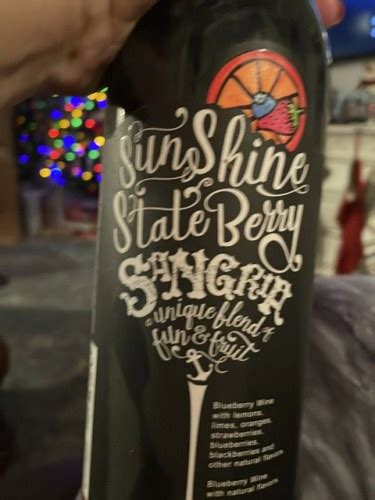 SunShine
State Berry
SANGRIA
a unique blend of
fun & fruit
Blueberry Wine
with lemons,
limes, oranges,
strawberries,
blueberries,
blackberries and
other natural flavors
Blueberry Wine
with natural flavors